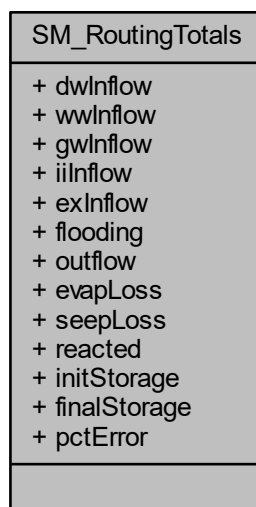 SM_RoutingTotals
+ dwInflow
+ wwInflow
+ gwInflow
+ iiInflow
+ exInflow
+ flooding
+ outflow
+ evapLoss
+ seepLoss
+ reacted
+ initStorage
+ finalStorage
+ pctError